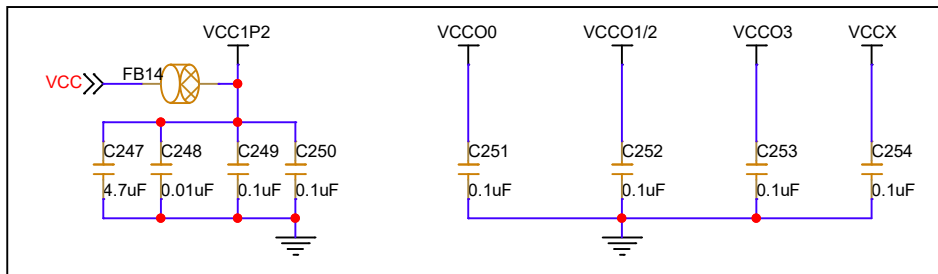 VCC1P2
VCCO0
VCCO1/2
VCCO3
VCCX
VCC
FB14
C247
C248
C249
C250
C251
C252
C253
C254
4.7uF
0.01uF
0.1uF
0.1uF
0.1uF
0.1uF
0.1uF
0.1uF